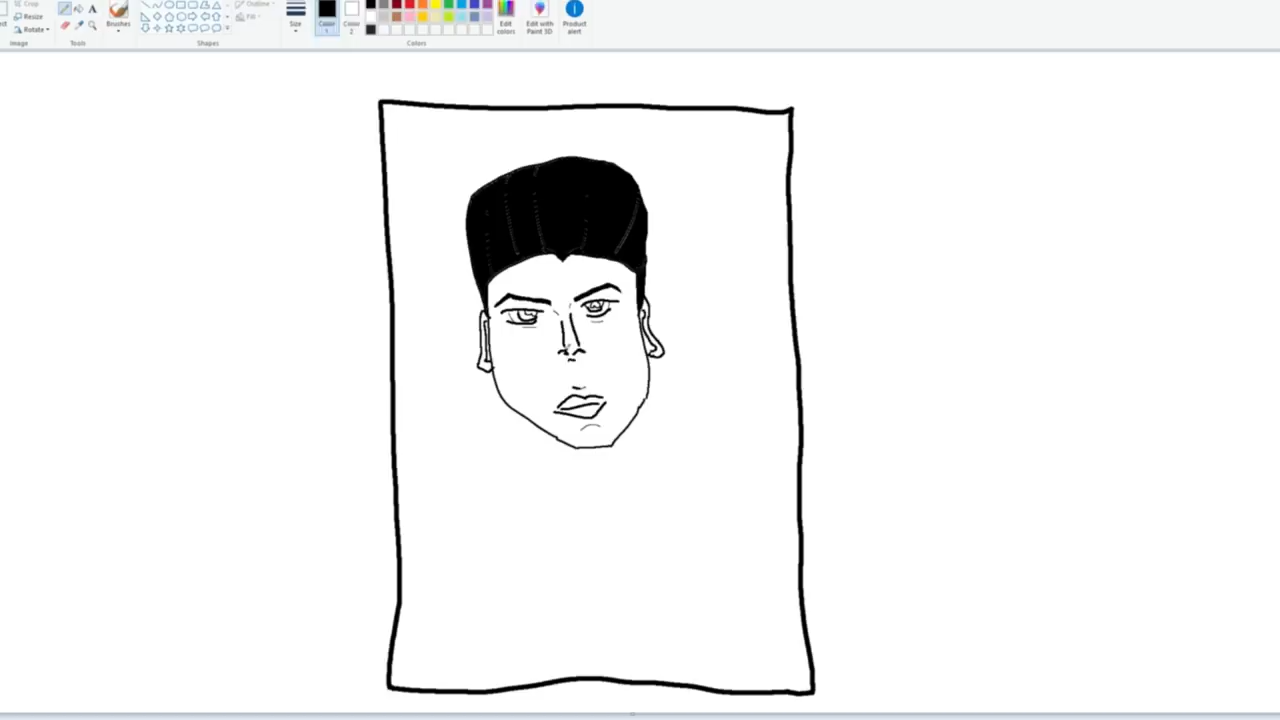 Crop
Resize
Rotate
Image
Tools
Brushes
Shapes
Outline
Fill
Size
Color
1
Color
2
Colors
Edit
colors
Edit with
Paint 3D
Product
alert